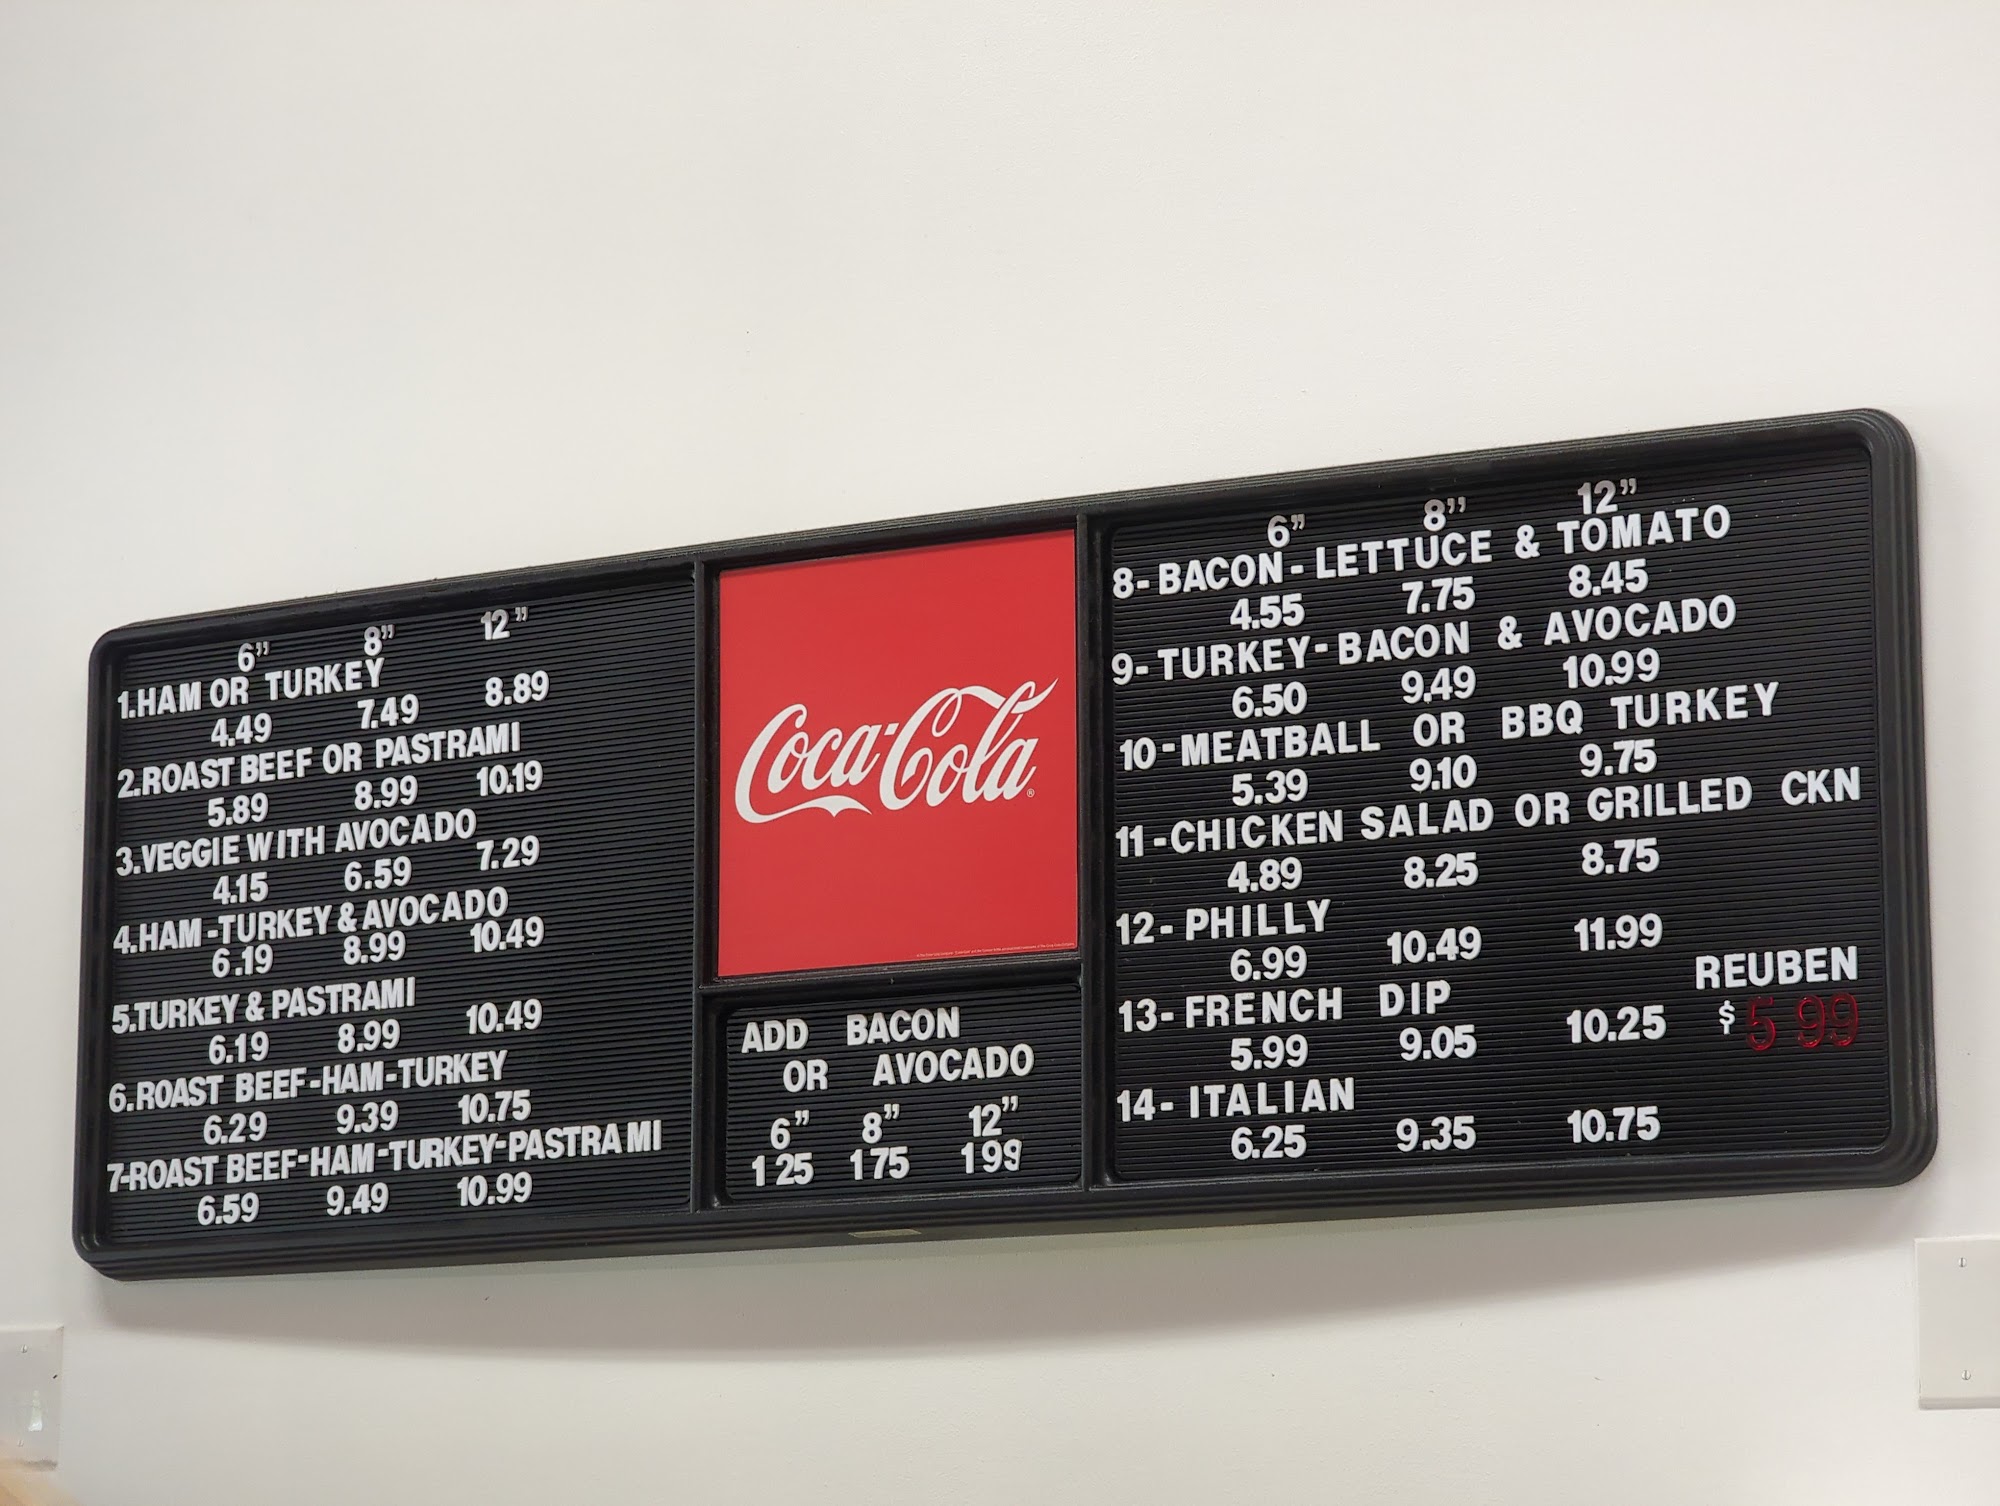 6” 8” 12”
1.HAM OR TURKEY
4.49 7.49 8.89
2.ROAST BEEF OR PASTRAMI
5.89 8.99 10.19
3.VEGGIE WITH AVOCADO
4.15 6.59 7.29
4.HAM-TURKEY & AVOCADO
6.19 8.99 10.49
5.TURKEY & PASTRAMI
6.19 8.99 10.49
6.ROAST BEEF-HAM-TURKEY
6.29 9.39 10.75
7-ROAST BEEF-HAM-TURKEY-PASTRAMI
6.59 9.49 10.99
Coca-Cola®
ADD BACON
OR AVOCADO
6” 8” 12”
1 25 1 75 1 99
6” 8” 12”
8-BACON-LETTUCE & TOMATO
4.55 7.75 8.45
9-TURKEY-BACON & AVOCADO
6.50 9.49 10.99
10-MEATBALL OR BBQ TURKEY
5.39 9.10 9.75
11-CHICKEN SALAD OR GRILLED CKN
4.89 8.25 8.75
12-PHILLY
6.99 10.49 11.99
13-FRENCH DIP
5.99 9.05 10.25
14-ITALIAN
6.25 9.35 10.75
REUBEN
$5 99